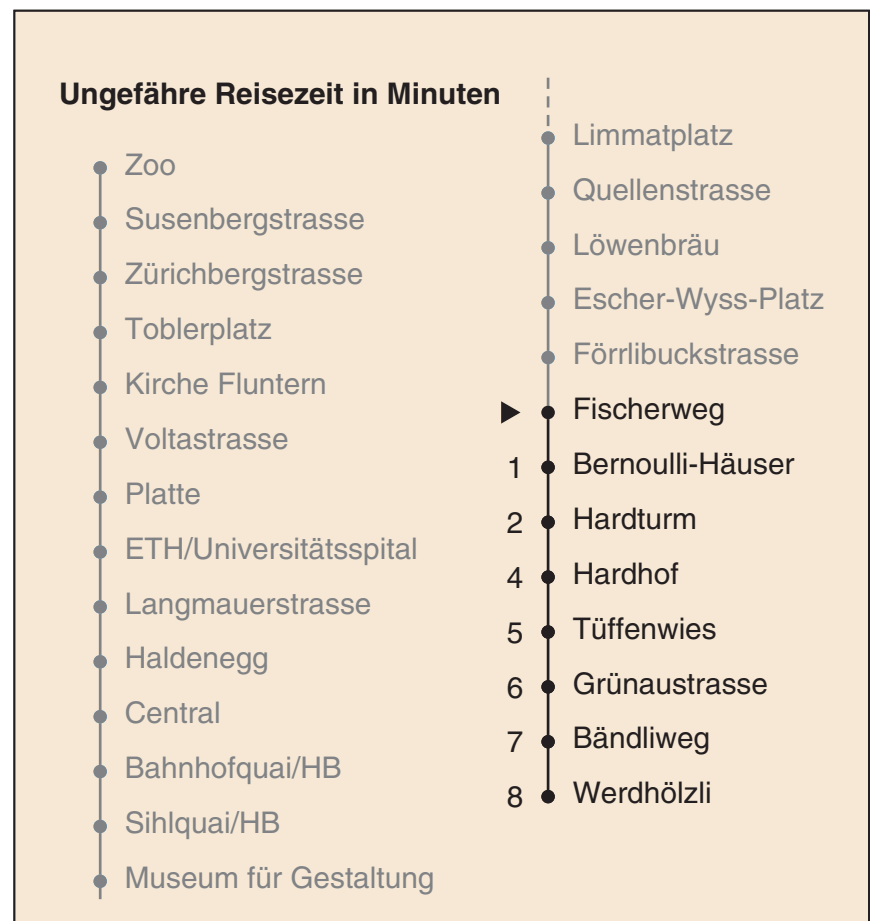 Ungefähre Reisezeit in Minuten
Zoo
Susenbergstrasse
Zürichbergstrasse
Toblerplatz
Kirche Fluntern
Voltastrasse
Platte
ETH/Universitätsspital
Langmauerstrasse
Haldenegg
Central
Bahnhofquai/HB
Sihlquai/HB
Museum für Gestaltung
Limmatplatz
Quellenstrasse
Löwenbräu
Escher-Wyss-Platz
Förrlibuckstrasse
Fischerweg
1 Bernoulli-Häuser
2 Hardturm
4 Hardhof
5 Tüffenwies
6 Grünaustrasse
7 Bändliweg
8 Werdhölzli